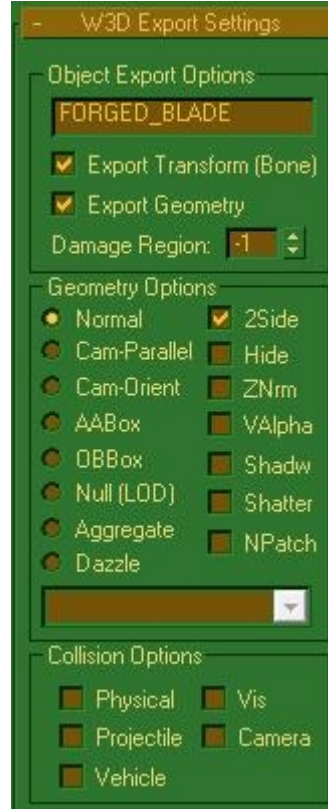 - W3D Export Settings
Object Export Options
FORGED_BLADE
Export Transform (Bone)
Export Geometry
Damage Region: -1
Geometry Options
Normal
Cam-Parallel
Cam-Orient
AABox
OBBox
Null (LOD)
Aggregate
Dazzle
2Side
Hide
ZNrm
VAlpha
Shadw
Shatter
NPatch
Collision Options
Physical Vis
Projectile Camera
Vehicle